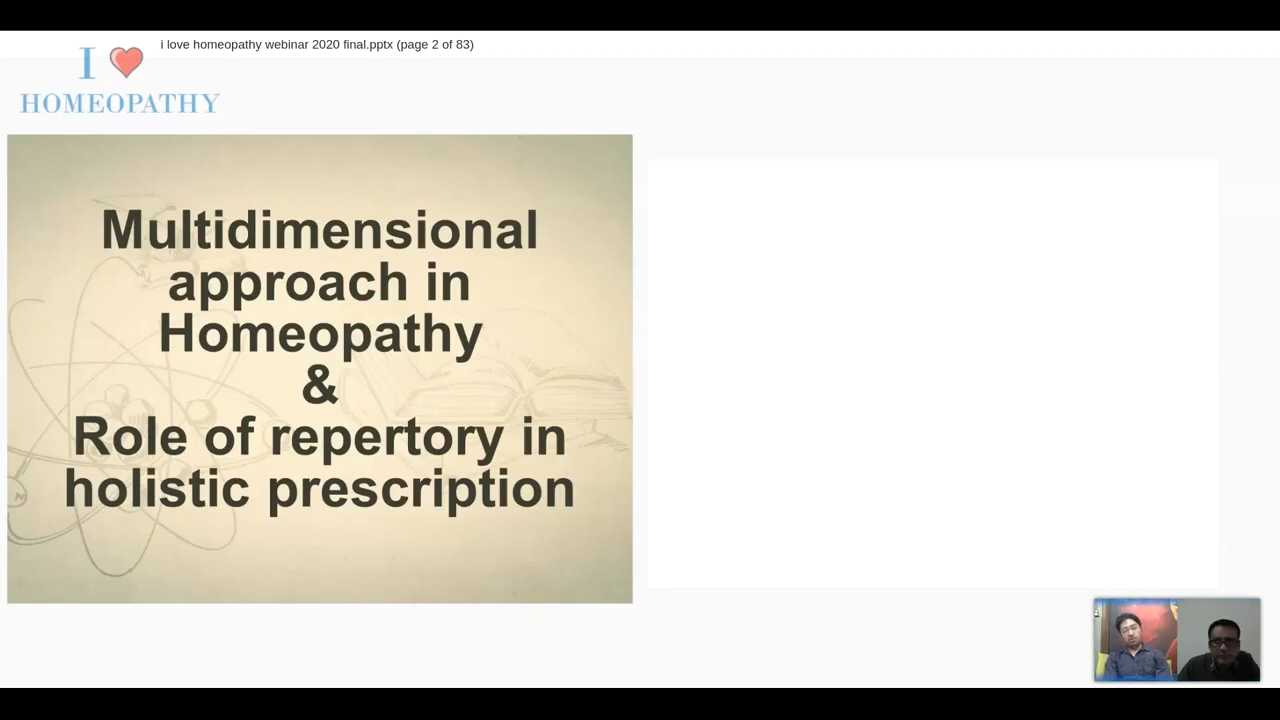 i love homeopathy webinar 2020 final.pptx (page 2 of 83)
I
HOMEOPATHY
Multidimensional
approach in
Homeopathy
&
Role of repertory in
holistic prescription